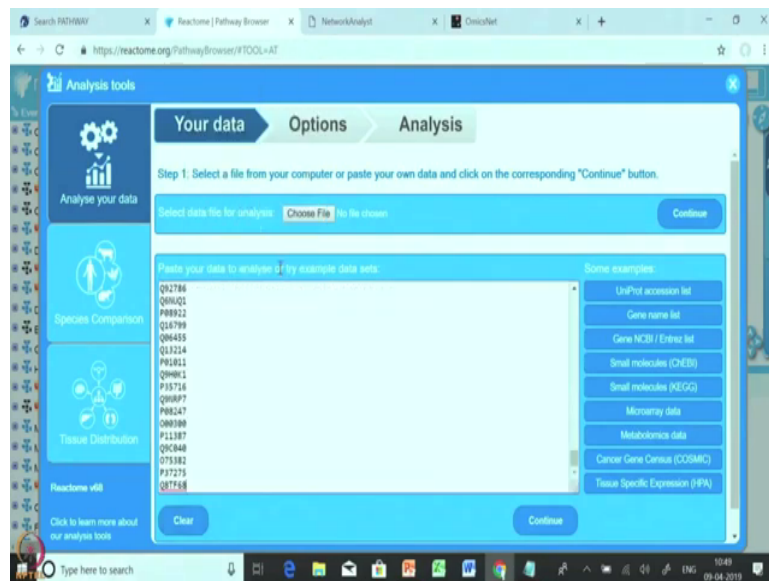 Search PATHWAY
Reactome | Pathway Browser
NetworkAnalyst
OmicsNet
https://reactome.org/PathwayBrowser/#TOOL=AT
Analysis tools
Your data
Options
Analysis
Analyse your data
Step 1: Select a file from your computer or paste your own data and click on the corresponding "Continue" button.
Select data file for analysis: Choose File No file chosen
Continue
Paste your data to analyse or try example data sets:
Some examples:
Q92786
Q6NUQ1
P08922
Q16799
Q06455
Q13214
P01011
Q9H0K1
P35716
Q9NRP7
P08247
O00300
P11387
Q9C040
O75382
P37275
Q8TF68
UniProt accession list
Gene name list
Gene NCBI / Entrez list
Small molecules (ChEBI)
Small molecules (KEGG)
Microarray data
Metabolomics data
Cancer Gene Census (COSMIC)
Tissue Specific Expression (HPA)
Species Comparison
Tissue Distribution
Reactome v68
Click to learn more about
our analysis tools
Clear
Continue
NPTEL
Type here to search
ENG
10:49
09-04-2019